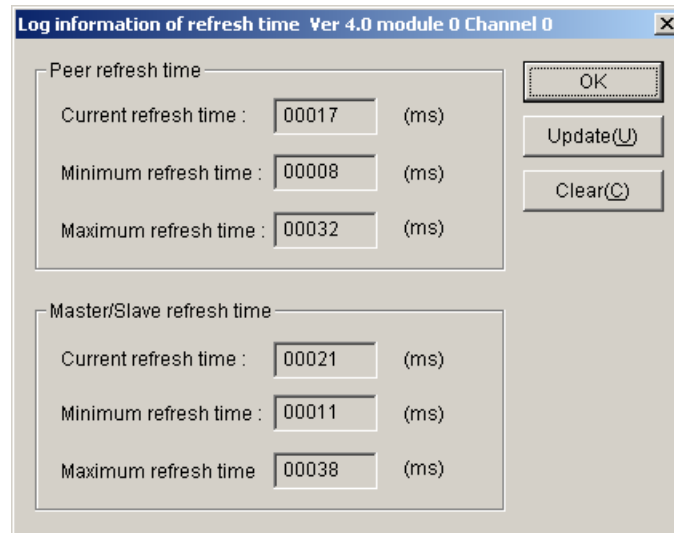 Log information of refresh time Ver 4.0 module 0 Channel 0
Peer refresh time
Current refresh time : 00017 (ms)
Minimum refresh time : 00008 (ms)
Maximum refresh time : 00032 (ms)
Master/Slave refresh time
Current refresh time : 00021 (ms)
Minimum refresh time : 00011 (ms)
Maximum refresh time 00038 (ms)
OK
Update(U)
Clear(C)